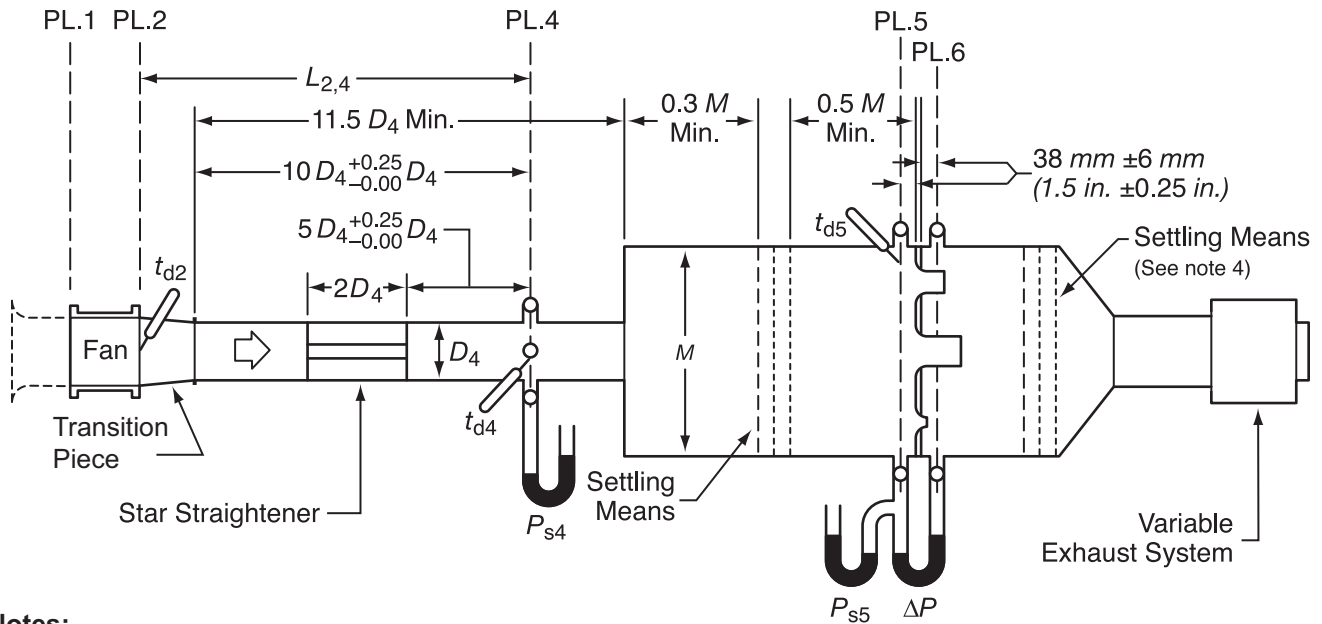 PL.1 PL.2 PL.4 PL.5
PL.6
L2,4
11.5 D4 Min.
0.3 M
Min.
0.5 M
Min.
10 D4 +0.25 -0.00 D4
38 mm ±6 mm
(1.5 in. ±0.25 in.)
5 D4 +0.25 -0.00 D4
td2
td5
Settling Means
(See note 4)
2D4
Fan
D4
M
td4
Transition
Piece
Star Straightener
Ps4
Settling
Means
Variable
Exhaust System
Ps5 ΔP
Notes: